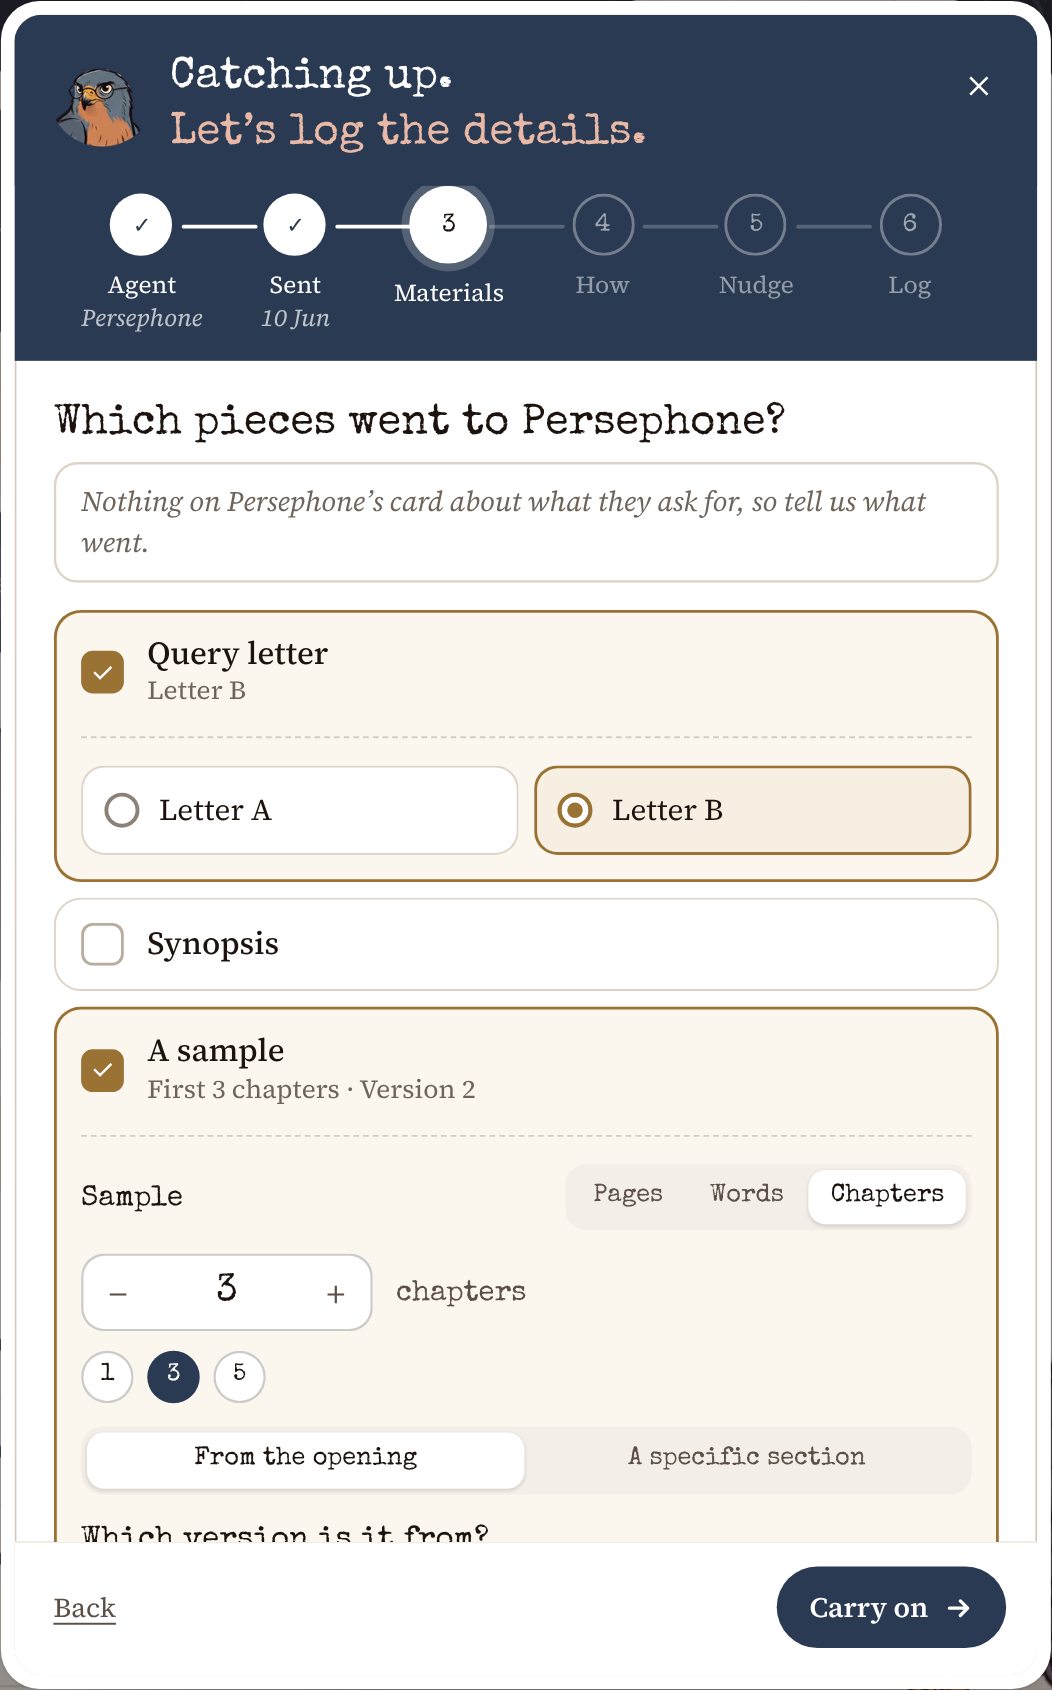 Catching up.
Let's log the details.
✓
✓
3
4
5
6
Agent
Sent
Materials
How
Nudge
Log
Persephone
10 Jun
Which pieces went to Persephone?
Nothing on Persephone's card about what they ask for, so tell us what
went.
Query letter
Letter B
Letter A
Letter B
Synopsis
A sample
First 3 chapters · Version 2
Sample
Pages
Words
Chapters
− 3 +
chapters
1
3
5
From the opening
A specific section
Which version is it from?
Back
Carry on →